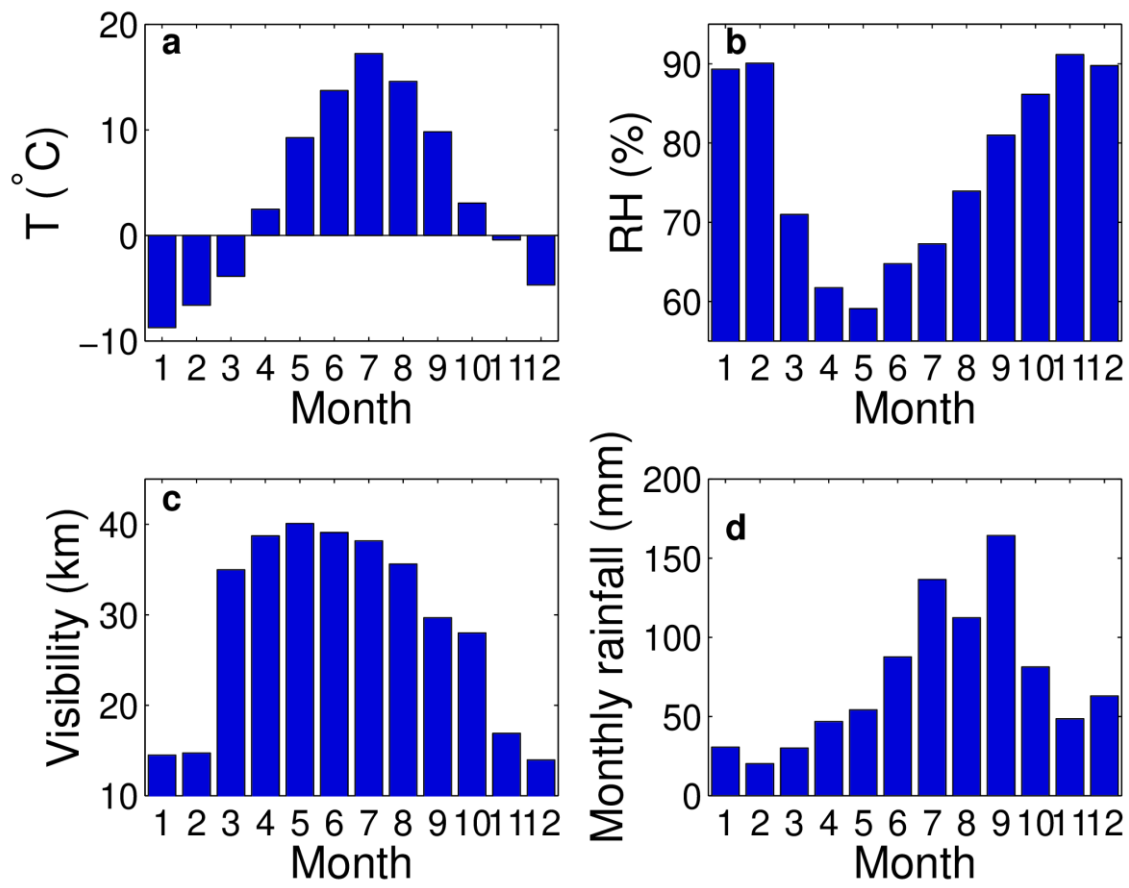 a
T (°C)
20
10
0
−10
1 2 3 4 5 6 7 8 9 10 11 12
Month
b
RH (%)
90
80
70
60
1 2 3 4 5 6 7 8 9 10 11 12
Month
c
Visibility (km)
40
30
20
10
1 2 3 4 5 6 7 8 9 10 11 12
Month
d
Monthly rainfall (mm)
200
150
100
50
0
1 2 3 4 5 6 7 8 9 10 11 12
Month